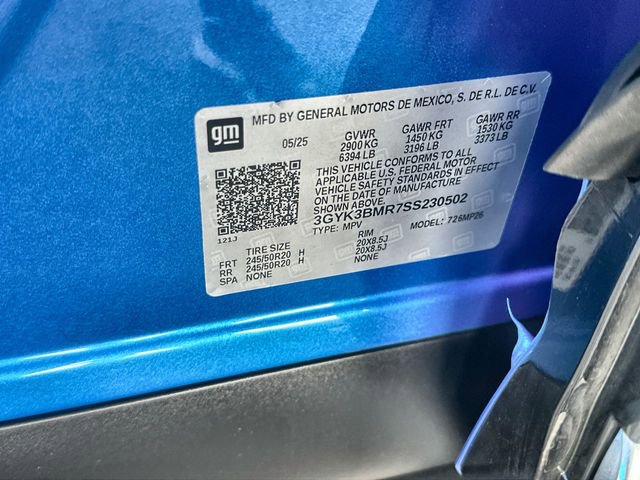 gm
MFD BY GENERAL MOTORS DE MEXICO, S. DE R.L. DE C.V.
05/25 GVWR GAWR FRT GAWR RR
2900 KG 1450 KG 1530 KG
6394 LB 3196 LB 3373 LB
THIS VEHICLE CONFORMS TO ALL
APPLICABLE U.S. FEDERAL MOTOR
VEHICLE SAFETY STANDARDS IN EFFECT
ON THE DATE OF MANUFACTURE
SHOWN ABOVE.
3GYK3BMR7SS230502
TYPE: MPV MODEL: 726MP26
121J
TIRE SIZE RIM
FRT 245/50R20 H 20X8.5J
RR 245/50R20 H 20X8.5J
SPA NONE NONE